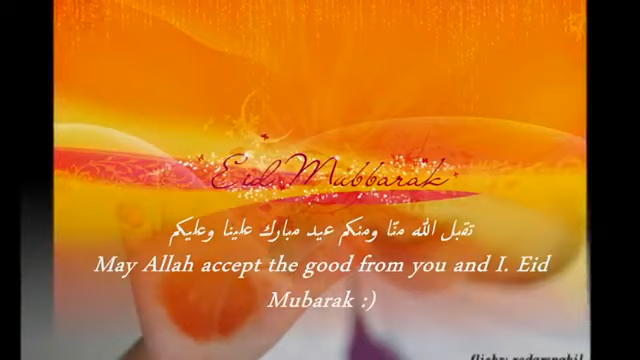 Eid Mubbarak
تقبل الله منّا ومنكم عيد مبارك علينا وعليكم
May Allah accept the good from you and I. Eid
Mubarak :)